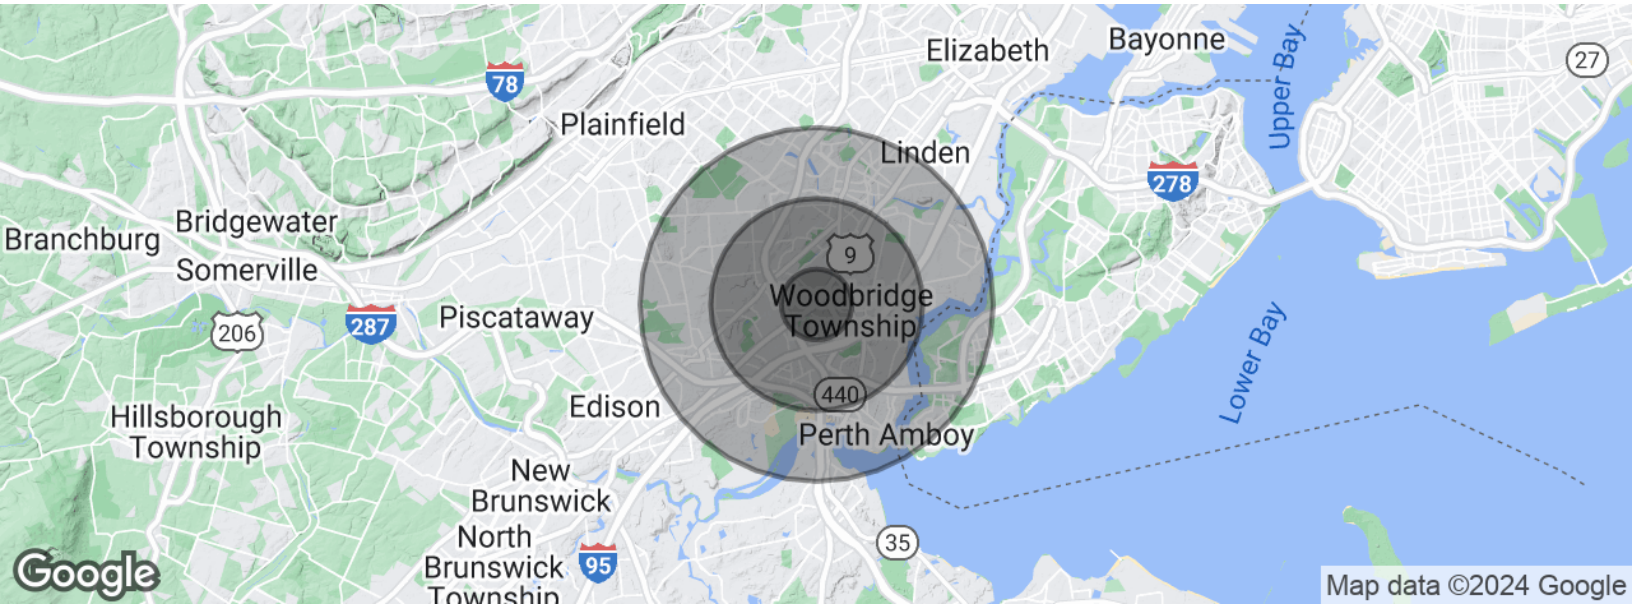 Elizabeth
Bayonne
Upper Bay
27
78
Plainfield
Linden
278
Bridgewater
Branchburg
Somerville
9
Woodbridge
Township
206
287
Piscataway
Lower Bay
440
Edison
Perth Amboy
Hillsborough
Township
New
Brunswick
North
Brunswick
Township
95
35
Google
Map data ©2024 Google